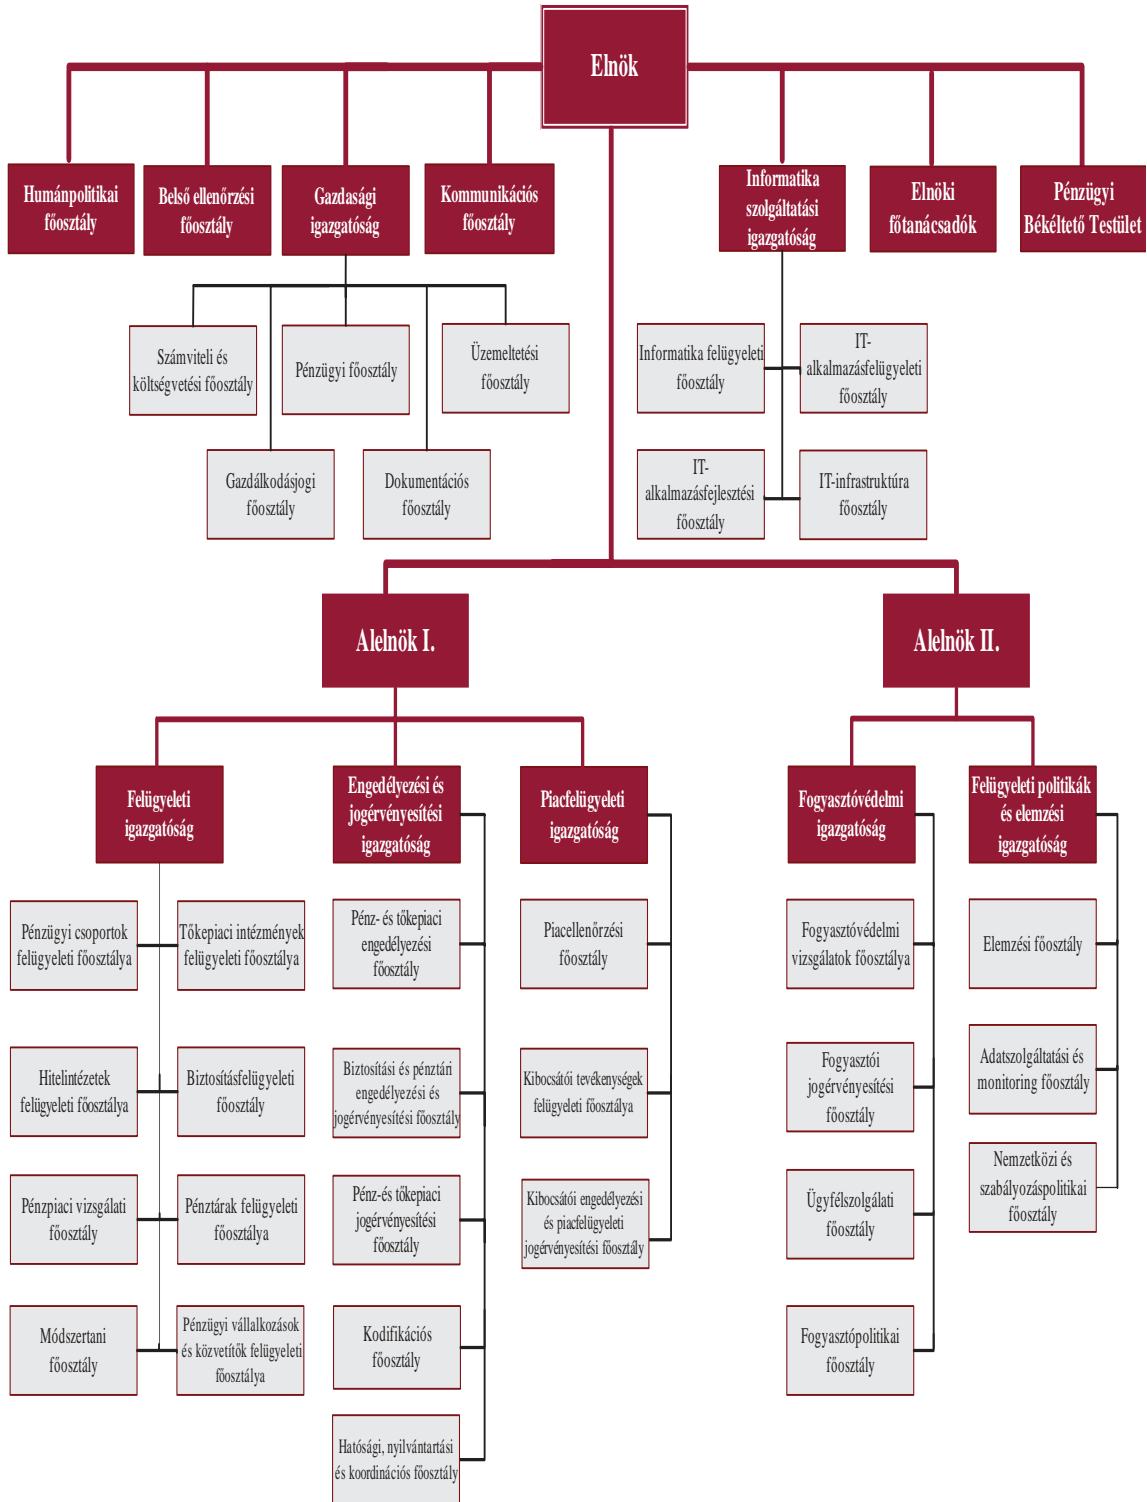 Elnök
Humánpolitikai
főosztály
Belső ellenőrzési
főosztály
Gazdasági
igazgatóság
Kommunikációs
főosztály
Informatika
szolgáltatási
igazgatóság
Elnöki
főtanácsadók
Pénzügyi
Békéltető Testület
Számviteli és
költségvetési főosztály
Pénzügyi főosztály
Üzemeltetési
főosztály
Gazdálkodásjogi
főosztály
Dokumentációs
főosztály
Informatika felügyeleti
főosztály
IT-
alkalmazásfelügyeleti
főosztály
IT-
alkalmazásfejlesztési
főosztály
IT-infrastruktúra
főosztály
Alelnök I.
Alelnök II.
Felügyeleti
igazgatóság
Engedélyezési és
jogérvényesítési
igazgatóság
Piacfelügyeleti
igazgatóság
Fogyasztóvédelmi
igazgatóság
Felügyeleti politikák
és elemzési
igazgatóság
Pénzügyi csoportok
felügyeleti főosztálya
Tőkepiaci intézmények
felügyeleti főosztálya
Hitelintézetek
felügyeleti főosztálya
Biztosításfelügyeleti
főosztály
Pénzpiaci vizsgálati
főosztály
Pénztárak felügyeleti
főosztálya
Módszertani
főosztály
Pénzügyi vállalkozások
és közvetítők felügyeleti
főosztálya
Pénz- és tőkepiaci
engedélyezési
főosztály
Biztosítási és pénztári
engedélyezési és
jogérvényesítési főosztály
Pénz-és tőkepiaci
jogérvényesítési
főosztály
Kodifikációs
főosztály
Hatósági, nyilvántartási
és koordinációs főosztály
Piacellenőrzési
főosztály
Kibocsátói tevékenységek
felügyeleti főosztálya
Kibocsátói engedélyezési
és piacfelügyeleti
jogérvényesítési főosztály
Fogyasztóvédelmi
vizsgálatok főosztálya
Fogyasztói
jogérvényesítési
főosztály
Ügyfélszolgálati
főosztály
Fogyasztópolitikai
főosztály
Elemzési főosztály
Adatszolgáltatási és
monitoring főosztály
Nemzetközi és
szabályozáspolitikai
főosztály